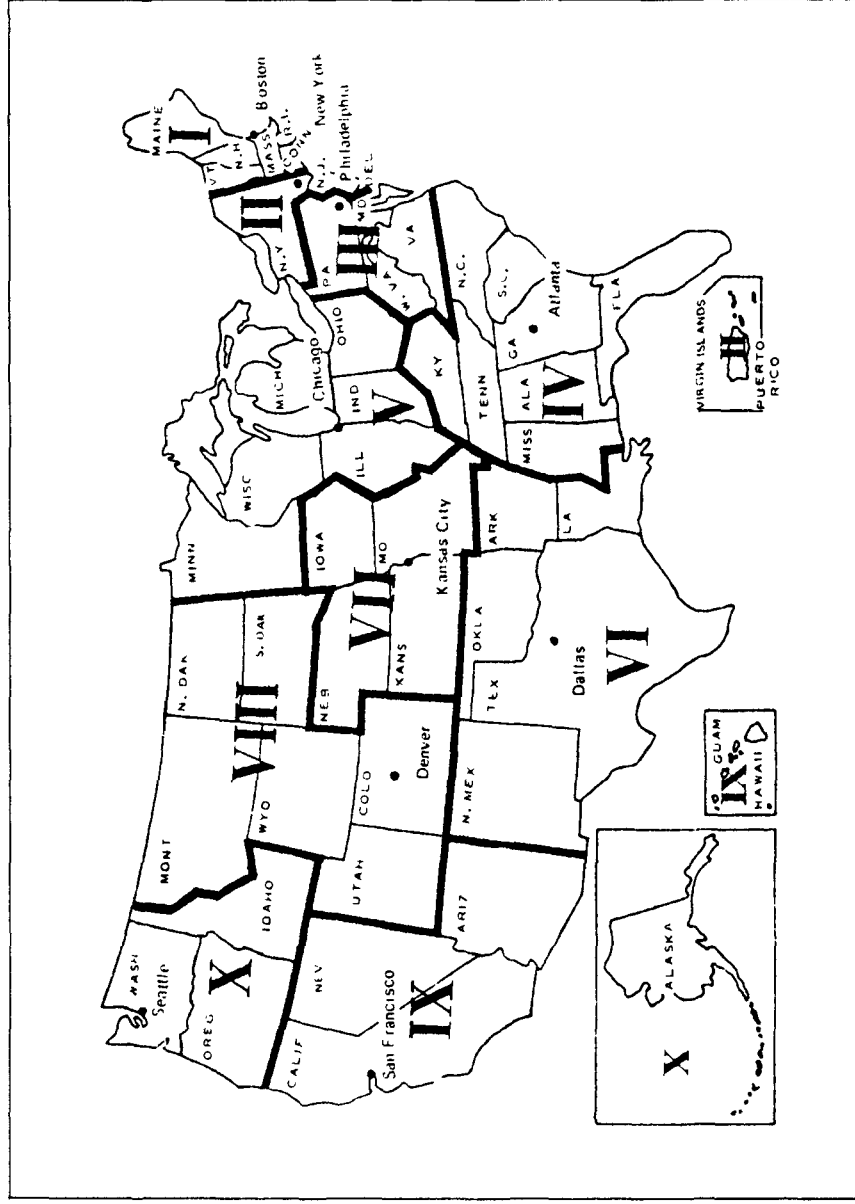 MAINE
I
VT
N.H
Boston
MASS
R.I.
CONN
New York
II
N.Y
N.J.
Philadelphia
PA
III
DEL
W. VA
VA
WASH
Seattle
OREG
X
IDAHO
MONT
N. DAK
S. DAK
VIII
WYO
MINN
WISC
MICH
Chicago
IOWA
ILL
IND
OHIO
V
NEB
VII
MO
Kansas City
KANS
CALIF
NEV
San Francisco
IX
UTAH
COLO
Denver
ARIZ
N. MEX
TEX
OKLA
ARK
LA
Dallas
VI
KY
TENN
N.C.
S.C.
MISS
ALA
GA
Atlanta
IV
FLA
X
ALASKA
GUAM
IX
HAWAII
VIRGIN ISLANDS
II
PUERTO
RICO